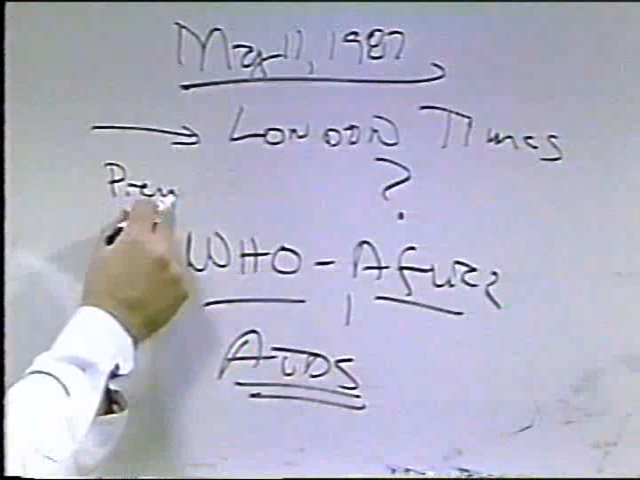 May 11, 1987
→ LONDON TIMES
?
WHO - Africa
AIDS